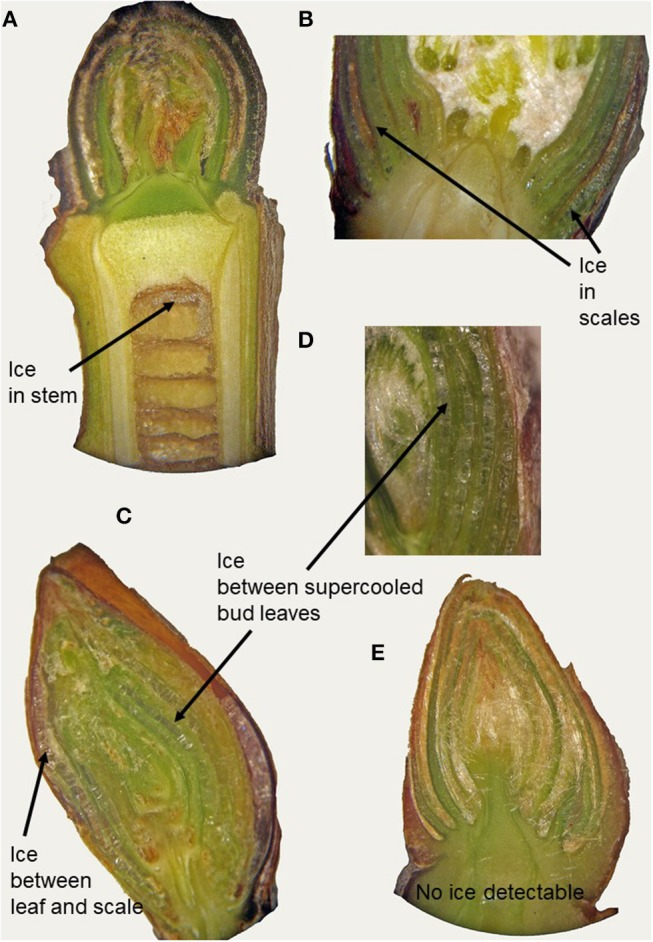 A
B
Ice
in
scales
Ice
in stem
D
C
Ice
between supercooled
bud leaves
E
Ice
between
leaf and scale
No ice detectable